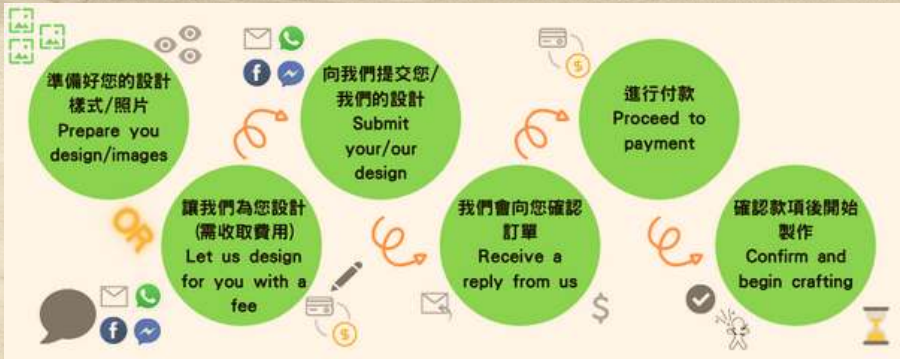 準備好您的設計
樣式/照片
Prepare you
design/images
OR
讓我們為您設計
(需收取費用)
Let us design
for you with a
fee
向我們提交您/
我們的設計
Submit
your/our
design
我們會向您確認
訂單
Receive a
reply from us
進行付款
Proceed to
payment
確認款項後開始
製作
Confirm and
begin crafting